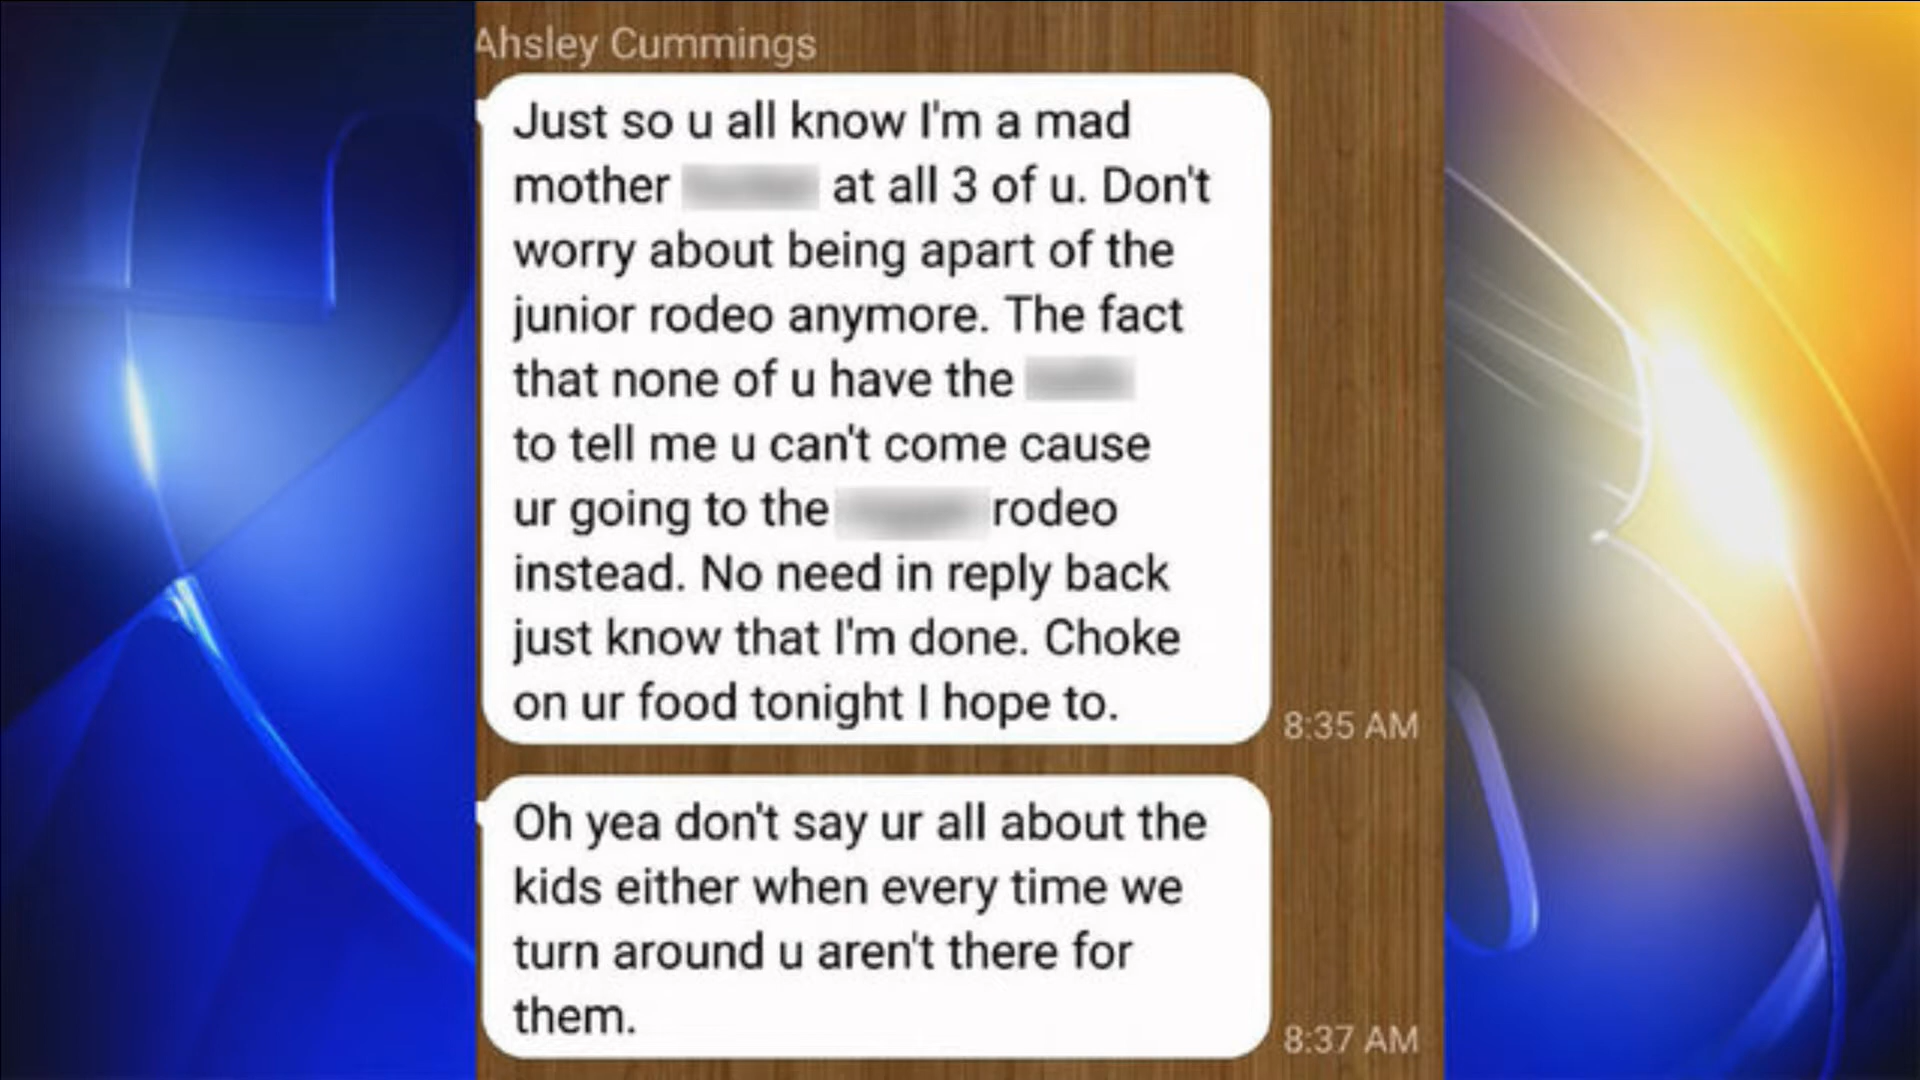 Ahsley Cummings
Just so u all know I'm a mad
mother at all 3 of u. Don't
worry about being apart of the
junior rodeo anymore. The fact
that none of u have the
to tell me u can't come cause
ur going to the rodeo
instead. No need in reply back
just know that I'm done. Choke
on ur food tonight I hope to.
8:35 AM
Oh yea don't say ur all about the
kids either when every time we
turn around u aren't there for
them.
8:37 AM